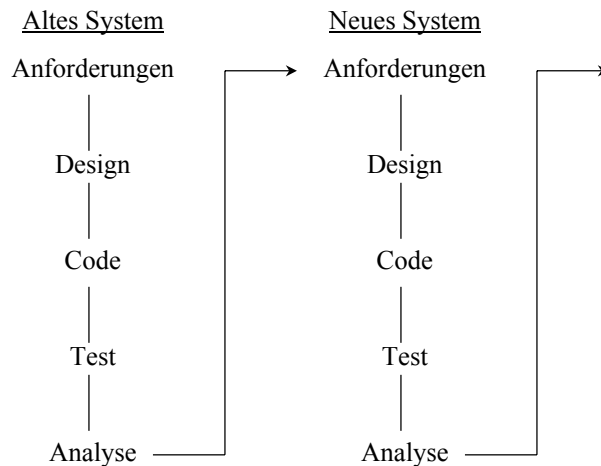 Altes System
Anforderungen
Design
Code
Test
Analyse
Neues System
Anforderungen
Design
Code
Test
Analyse